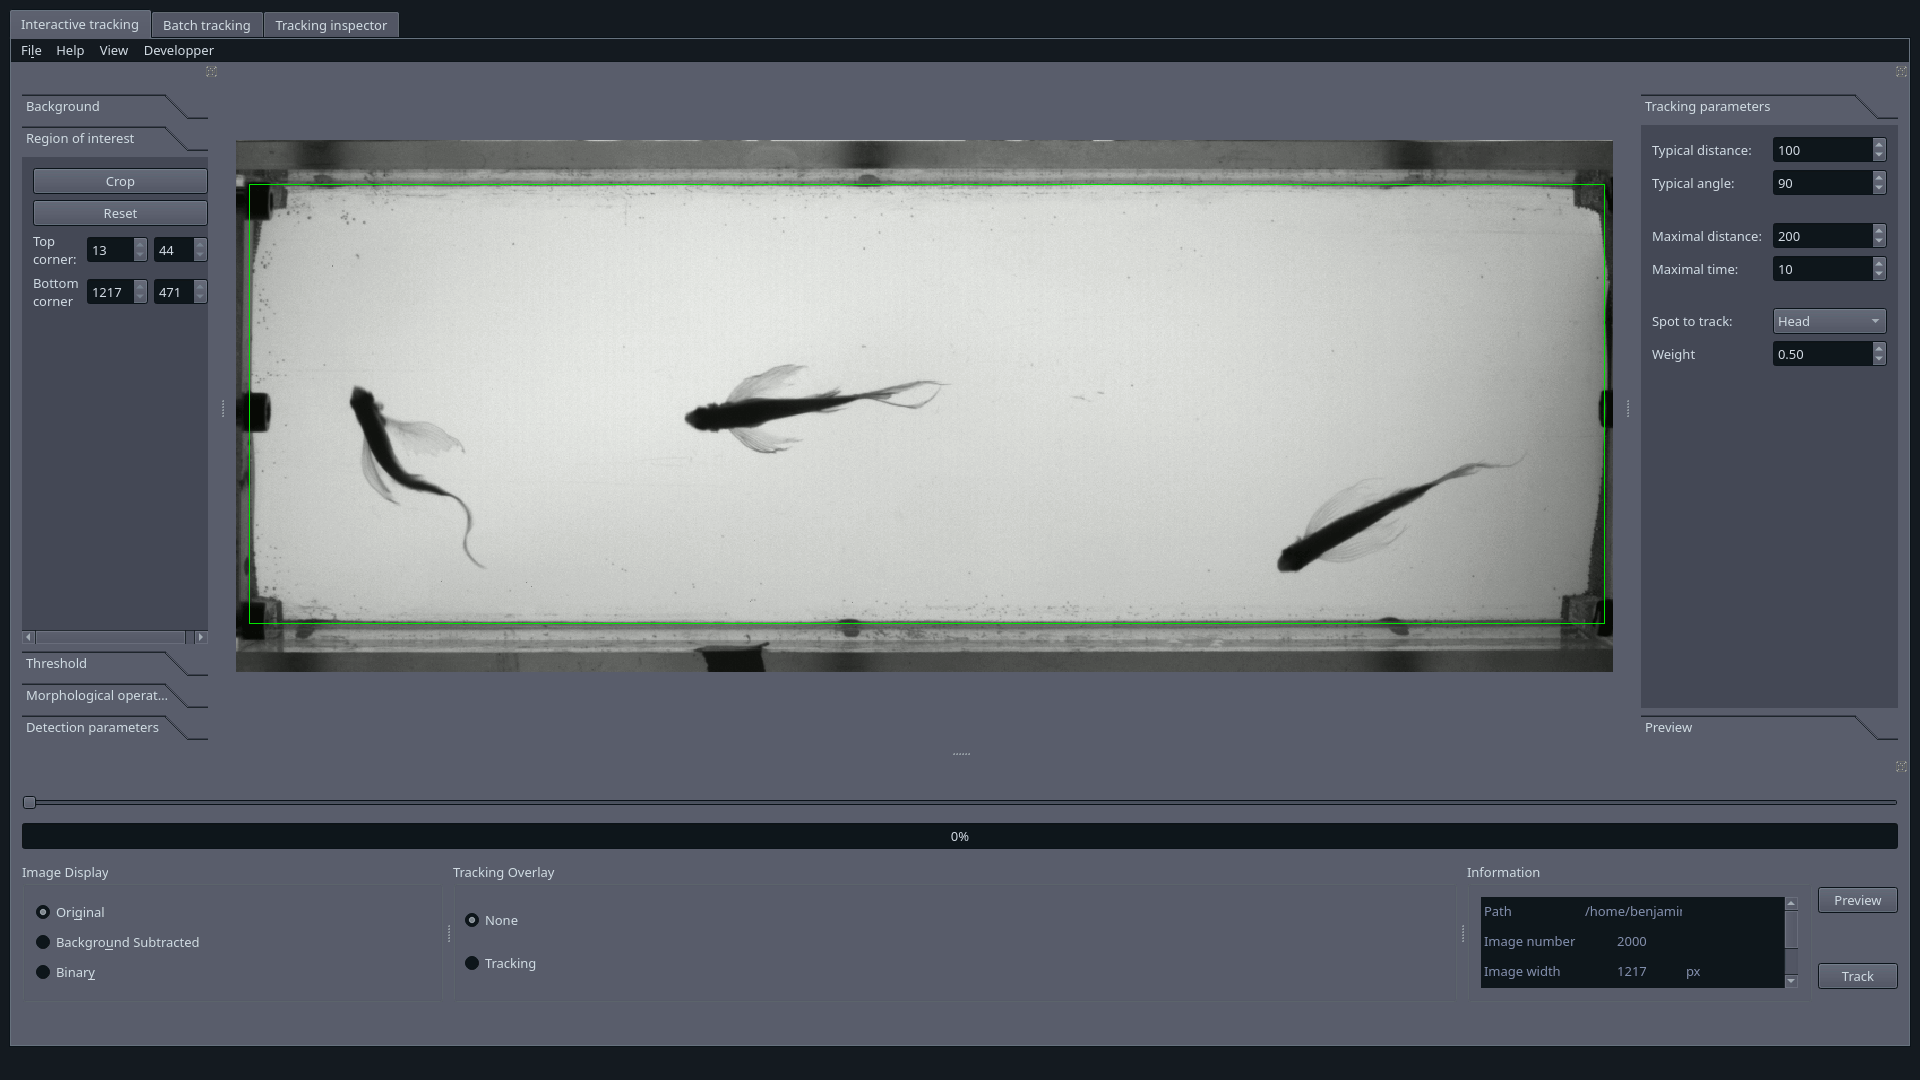 Interactive tracking Batch tracking Tracking inspector
File Help View Developer
Background
Region of interest
Crop
Reset
Top corner: 13 44
Bottom corner 1217 471
Threshold
Morphological operat...
Detection parameters
Tracking parameters
Typical distance: 100
Typical angle: 90
Maximal distance: 200
Maximal time: 10
Spot to track: Head
Weight 0.50
Preview
0%
Image Display
Original
Background Subtracted
Binary
Tracking Overlay
None
Tracking
Information
Path /home/benjami
Image number 2000
Image width 1217 px
Preview
Track